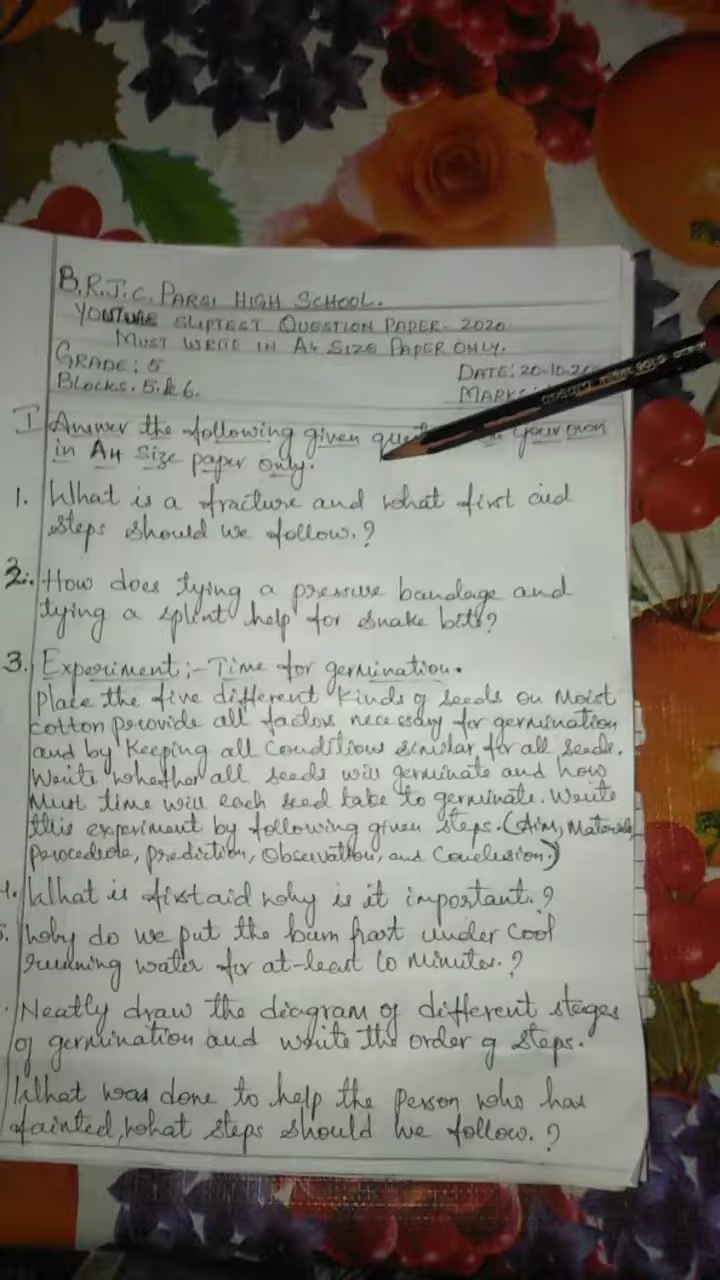 B.R.J.C. PARSI HIGH SCHOOL.
YOUTUBE SLIPTEST QUESTION PAPER - 2020
MUST WRITE IN A4 SIZE PAPER ONLY.
GRADE: 5
DATE: 20-10-20
Blocks. 5 & 6.
MARKS:
I Answer the following given your own
in A4 size paper only.
1. What is a fracture and what first aid
steps should we follow.?
2. How does tying a pressure bandage and
tying a splint help for snake bite?
3. Experiment:- Time for germination.
Place the five different kinds of seeds on moist
cotton provide all factors necessary for germination
and by keeping all conditions similar for all seeds.
Write whether all seeds will germinate and how
Must time will each seed take to germinate. Write
this experiment by following given steps. (Aim, Materials,
, prediction, Observation, and Conclusion.)
4. What is first aid why is it important.?
5. Why do we put the burn part under cool
running water for at-least 10 minutes.?
Neatly draw the diagram of different stages
of germination and write the order of steps.
What was done to help the person who has
fainted, what steps should we follow.?